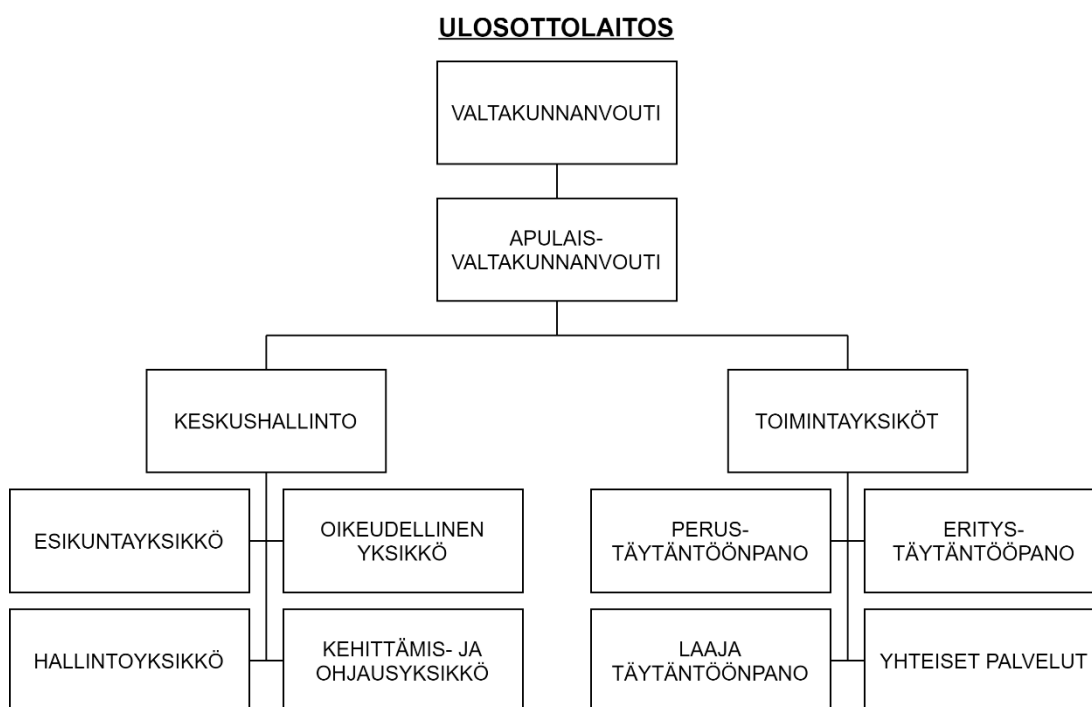 ULOSOTTOLAITOS
VALTAKUNNANVOUTI
APULAIS-
VALTAKUNNANVOUTI
KESKUSHALLINTO
TOIMINTAYKSIKÖT
ESIKUNTAYKSIKKÖ
OIKEUDELLINEN
YKSIKKÖ
PERUS-
TÄYTÄNTÖÖNPANO
ERITYS-
TÄYTÄNTÖÖPANO
HALLINTOYKSIKKÖ
KEHITTÄMIS- JA
OHJAUSYKSIKKÖ
LAAJA
TÄYTÄNTÖÖNPANO
YHTEISET PALVELUT